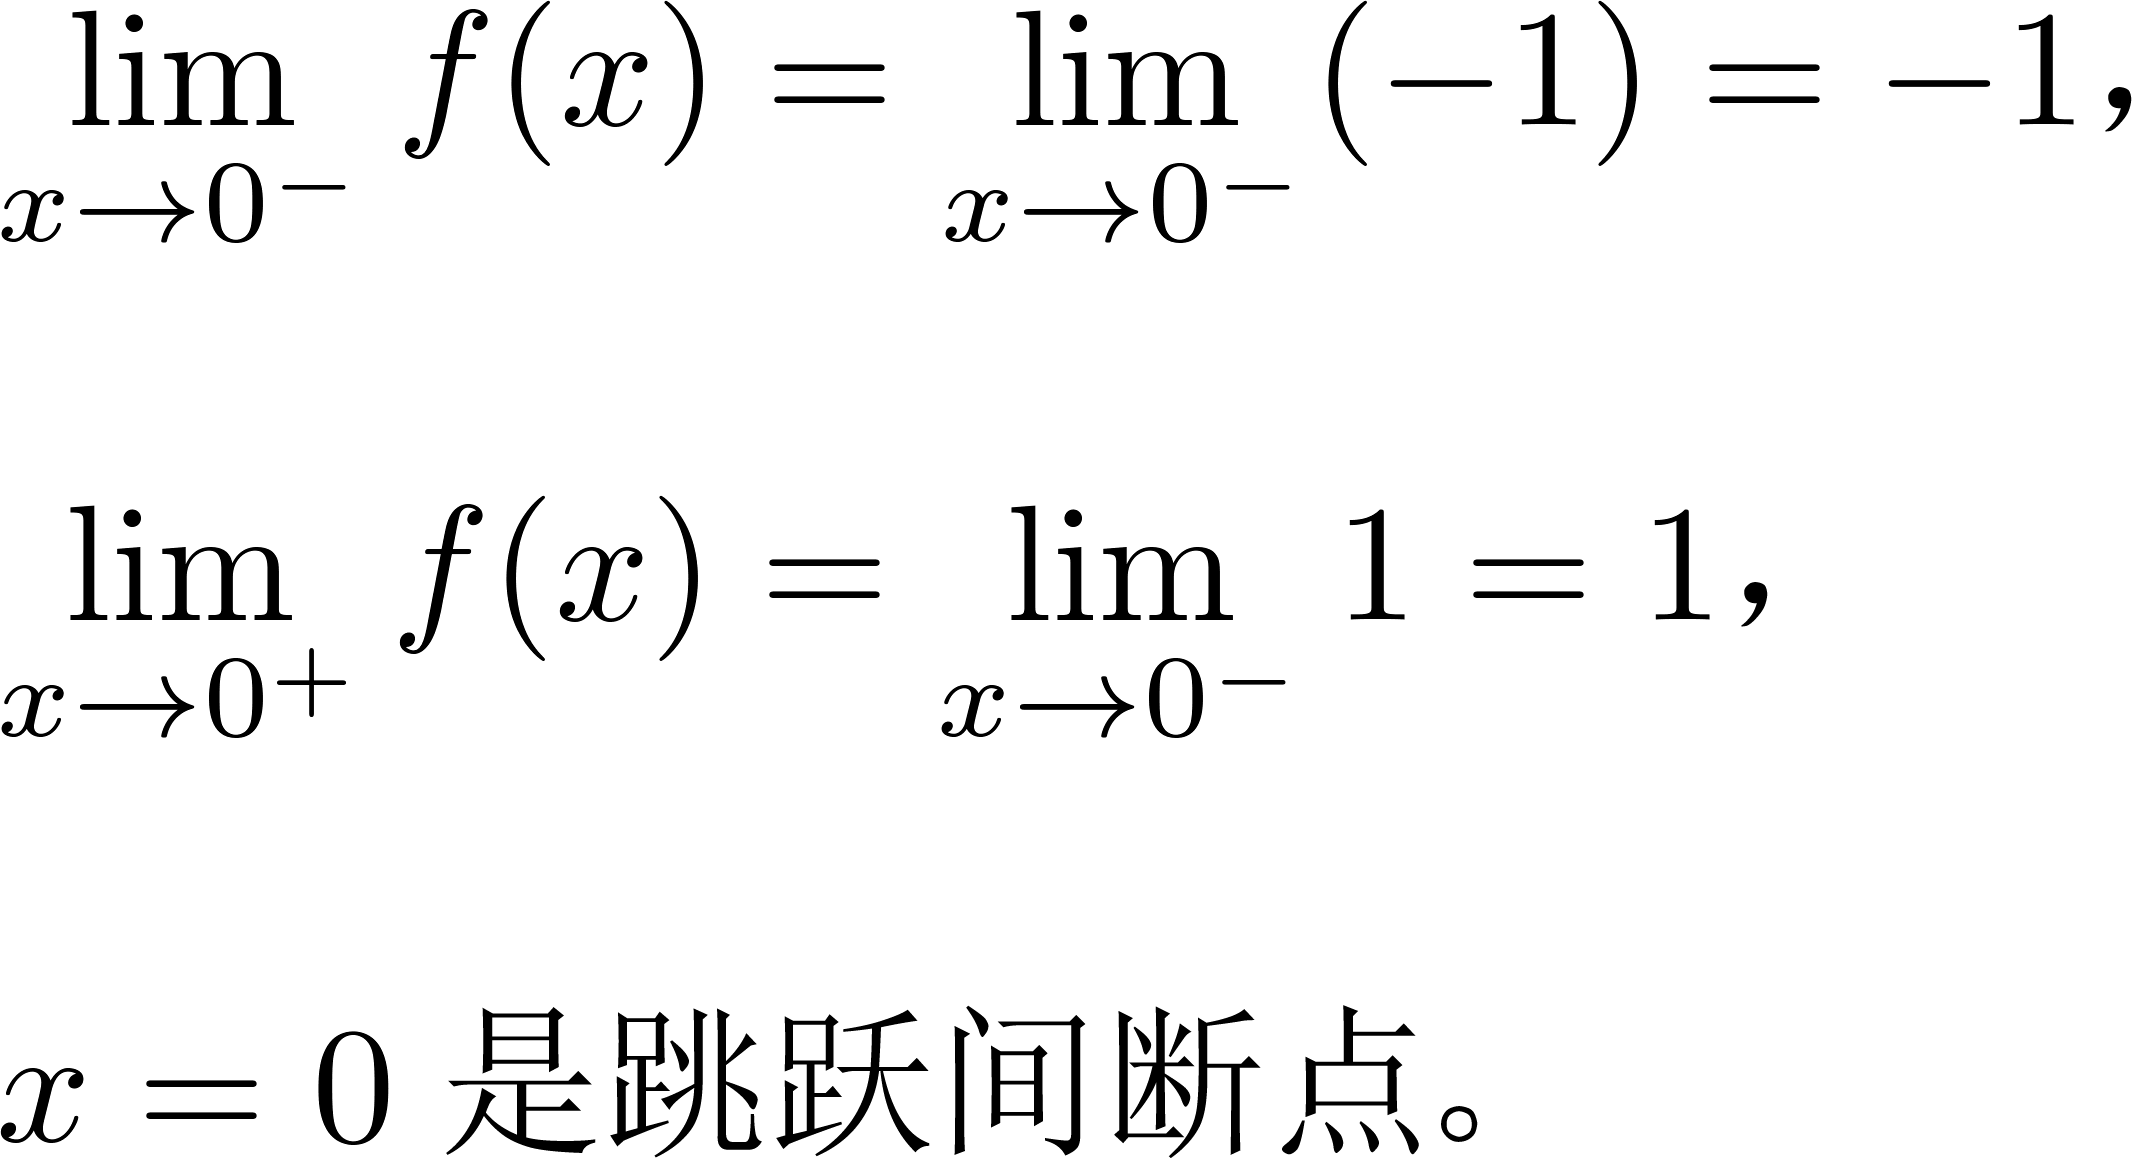 lim_{x→0⁻} f(x) = lim_{x→0⁻} (−1) = −1，
lim_{x→0⁺} f(x) = lim_{x→0⁻} 1 = 1，
x = 0 是跳跃间断点。